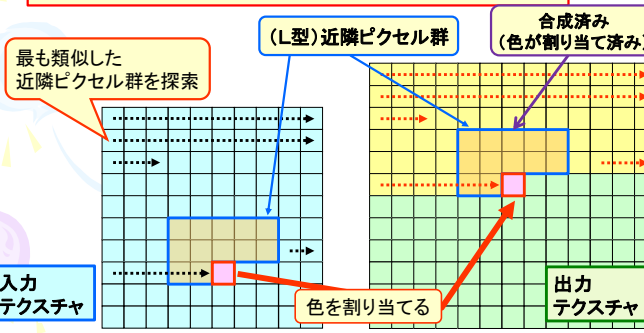 (L型)近隣ピクセル群
合成済み
(色が割り当て済み)
最も類似した
近隣ピクセル群を探索
入力
テクスチャ
色を割り当てる
出力
テクスチャ